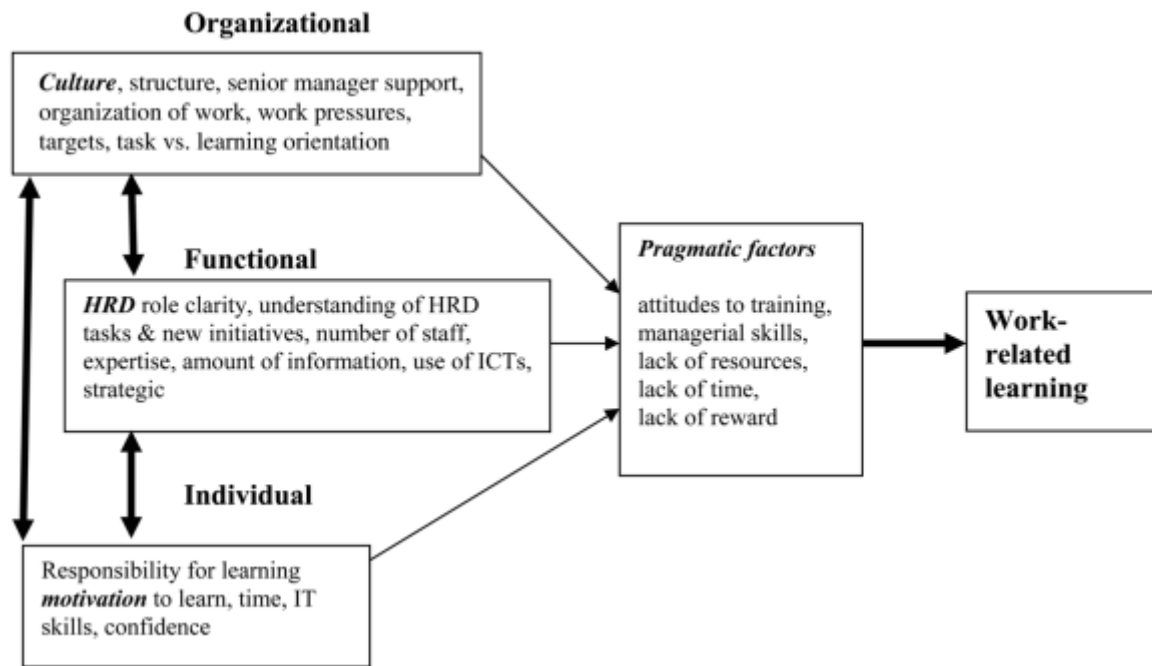 Organizational
Culture, structure, senior manager support,
organization of work, work pressures,
targets, task vs. learning orientation
Functional
HRD role clarity, understanding of HRD
tasks & new initiatives, number of staff,
expertise, amount of information, use of ICTs,
strategic
Individual
Responsibility for learning
motivation to learn, time, IT
skills, confidence
Pragmatic factors
attitudes to training,
managerial skills,
lack of resources,
lack of time,
lack of reward
Work-
related
learning